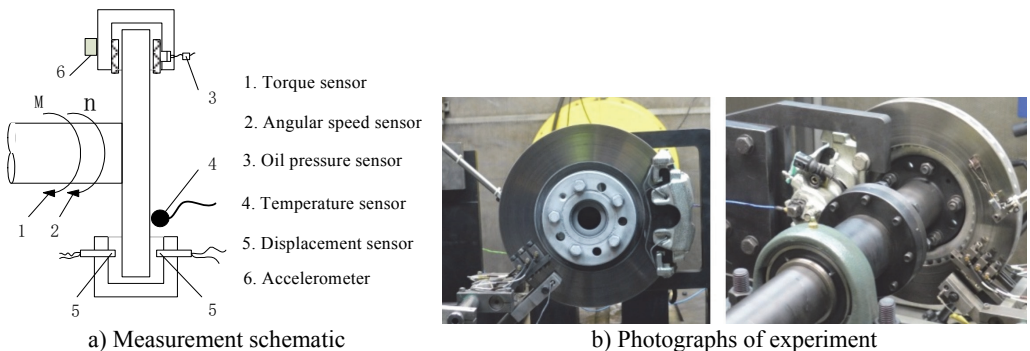 6
M
n
3
4
1
2
5
5
1. Torque sensor
2. Angular speed sensor
3. Oil pressure sensor
4. Temperature sensor
5. Displacement sensor
6. Accelerometer
a) Measurement schematic
b) Photographs of experiment